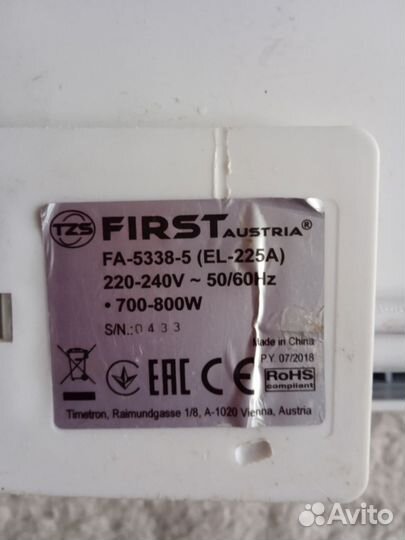 TZS FIRST AUSTRIA®
FA-5338-5 (EL-225A)
220-240V ~ 50/60Hz
• 700-800W
S/N.: 0433
Made in China
P.Y. 07/2018
EAC CE RoHS
compliant
Timetron, Raimundgasse 1/8, A-1020 Vienna, Austria
Avito